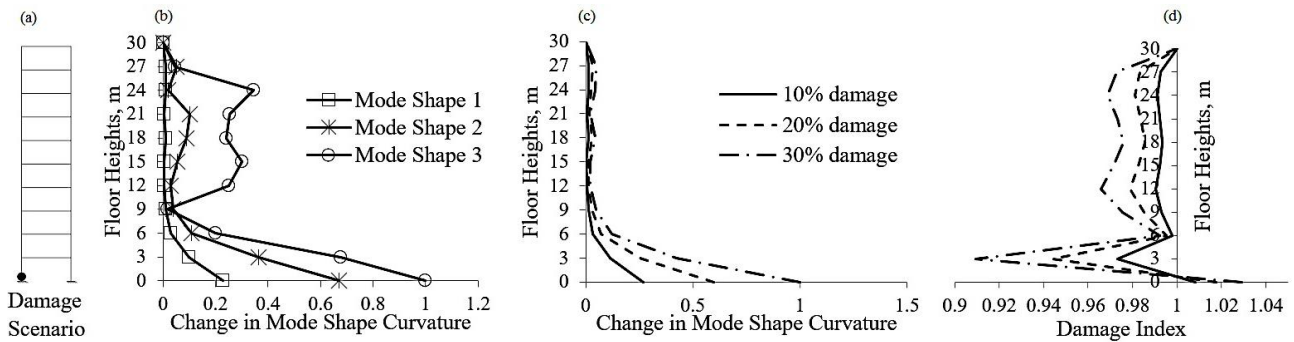 (a)
Damage
Scenario
(b)
Floor Heights, m
30
27
24
21
18
15
12
9
6
3
0
0 0.2 0.4 0.6 0.8 1 1.2
Change in Mode Shape Curvature
Mode Shape 1
Mode Shape 2
Mode Shape 3
(c)
Floor Heights, m
30
27
24
21
18
15
12
9
6
3
0
0 0.5 1 1.5
Change in Mode Shape Curvature
10% damage
20% damage
30% damage
(d)
30
27
24
21
18
15
12
9
6
3
0
Floor Heights, m
0.9 0.92 0.94 0.96 0.98 1 1.02 1.04
Damage Index